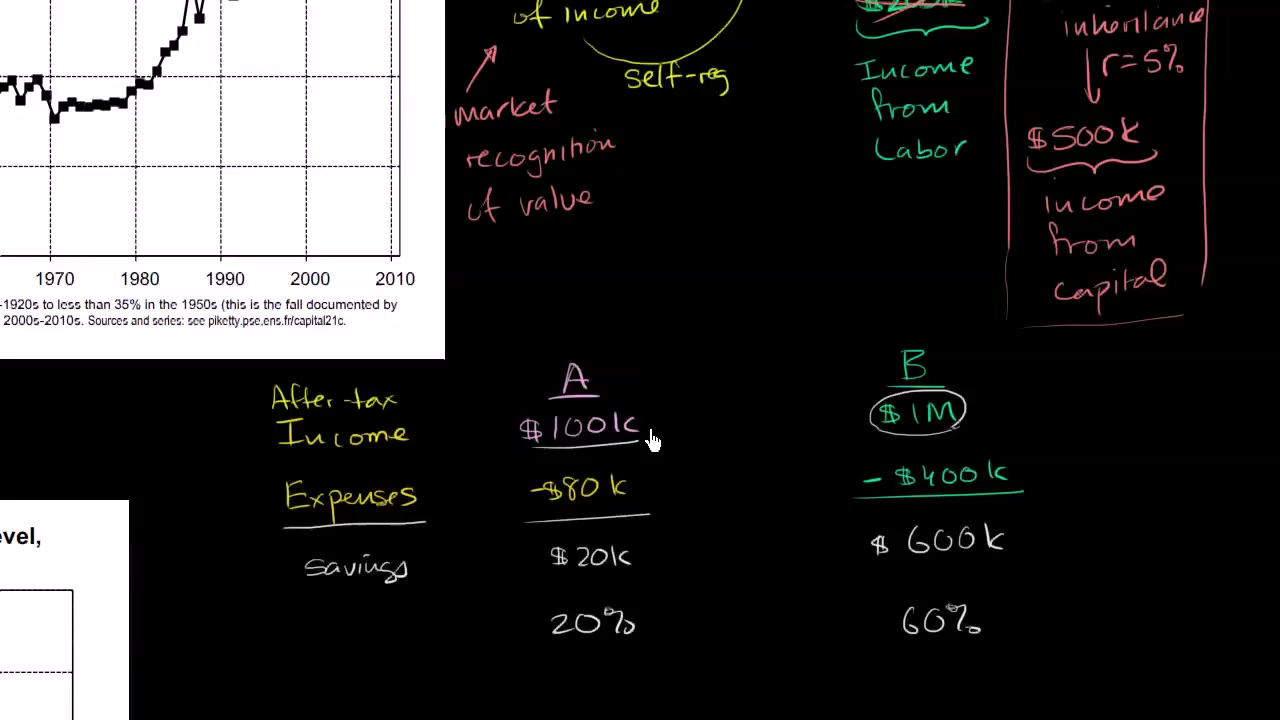 of income
self-reg
market
recognition
of value
$200k
Income
from
Labor
inheritance
r=5%
$500k
income
from
capital
1970 1980 1990 2000 2010
-1920s to less than 35% in the 1950s (this is the fall documented by
2000s-2010s. Sources and series: see piketty.pse.ens.fr/capital21c.
A B
After-tax
Income $100k $1M
Expenses -$80k - $400k
savings $20k $600k
20% 60%
evel,